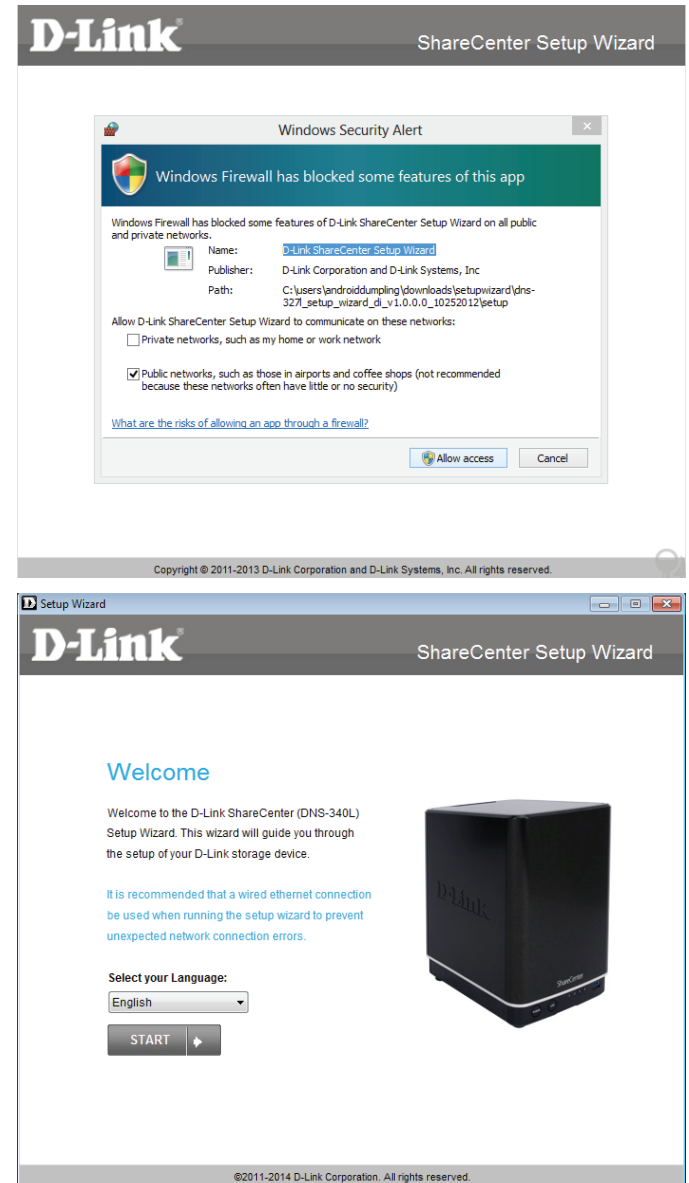 D-Link®
ShareCenter Setup Wizard
Windows Security Alert
Windows Firewall has blocked some features of this app
Windows Firewall has blocked some features of D-Link ShareCenter Setup Wizard on all public
and private networks.
Name: D-Link ShareCenter Setup Wizard
Publisher: D-Link Corporation and D-Link Systems, Inc
Path: C:\users\androiddumpling\downloads\setupwizard\dns-
327l_setup_wizard_di_v1.0.0.0_10252012\setup
Allow D-Link ShareCenter Setup Wizard to communicate on these networks:
Private networks, such as my home or work network
Public networks, such as those in airports and coffee shops (not recommended
because these networks often have little or no security)
What are the risks of allowing an app through a firewall?
Allow access Cancel
Copyright © 2011-2013 D-Link Corporation and D-Link Systems, Inc. All rights reserved.
Setup Wizard
D-Link®
ShareCenter Setup Wizard
Welcome
Welcome to the D-Link ShareCenter (DNS-340L)
Setup Wizard. This wizard will guide you through
the setup of your D-Link storage device.
It is recommended that a wired ethernet connection
be used when running the setup wizard to prevent
unexpected network connection errors.
Select your Language:
English
START
D-Link
ShareCenter
©2011-2014 D-Link Corporation. All rights reserved.